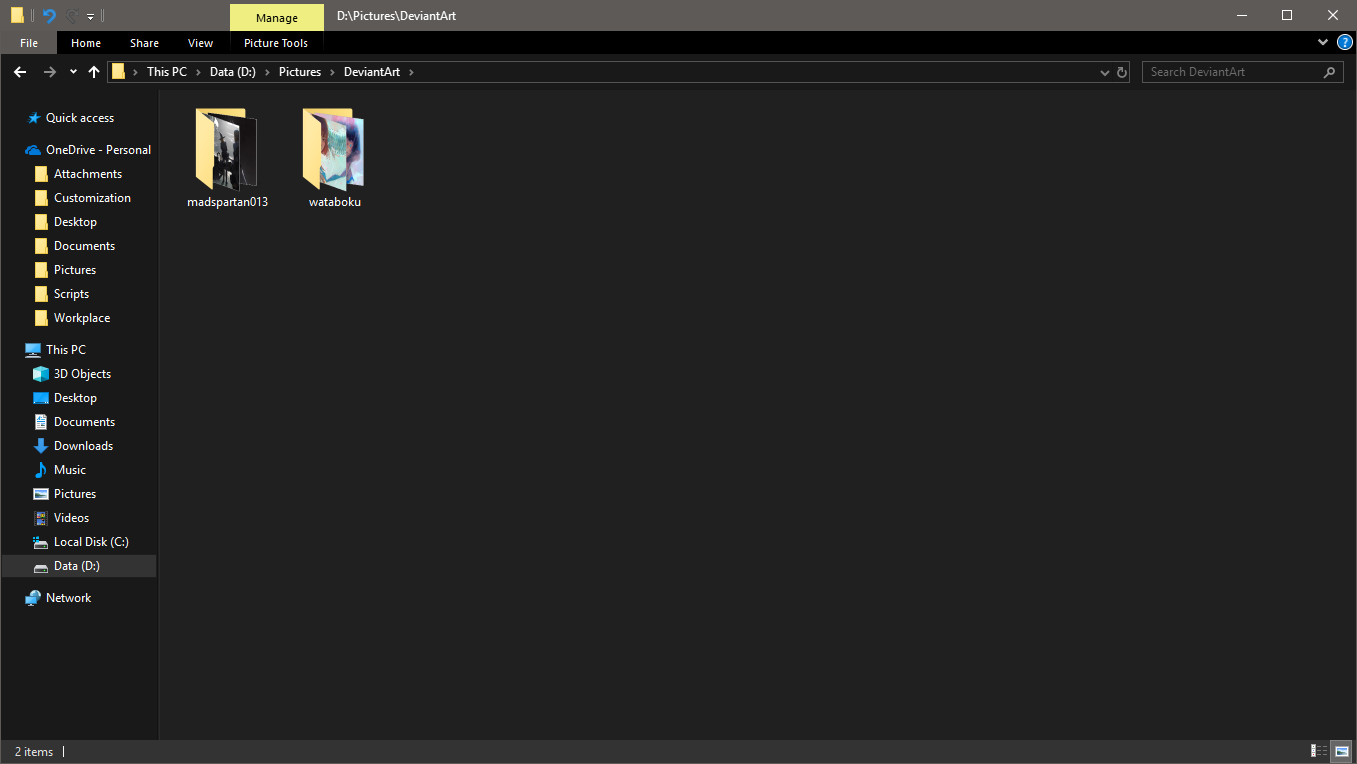 Manage D:\Pictures\DeviantArt
File Home Share View Picture Tools ?
This PC Data (D:) Pictures DeviantArt Search DeviantArt
Quick access
OneDrive - Personal
Attachments
Customization
Desktop
Documents
Pictures
Scripts
Workplace
This PC
3D Objects
Desktop
Documents
Downloads
Music
Pictures
Videos
Local Disk (C:)
Data (D:)
Network
madspartan013 wataboku
2 items